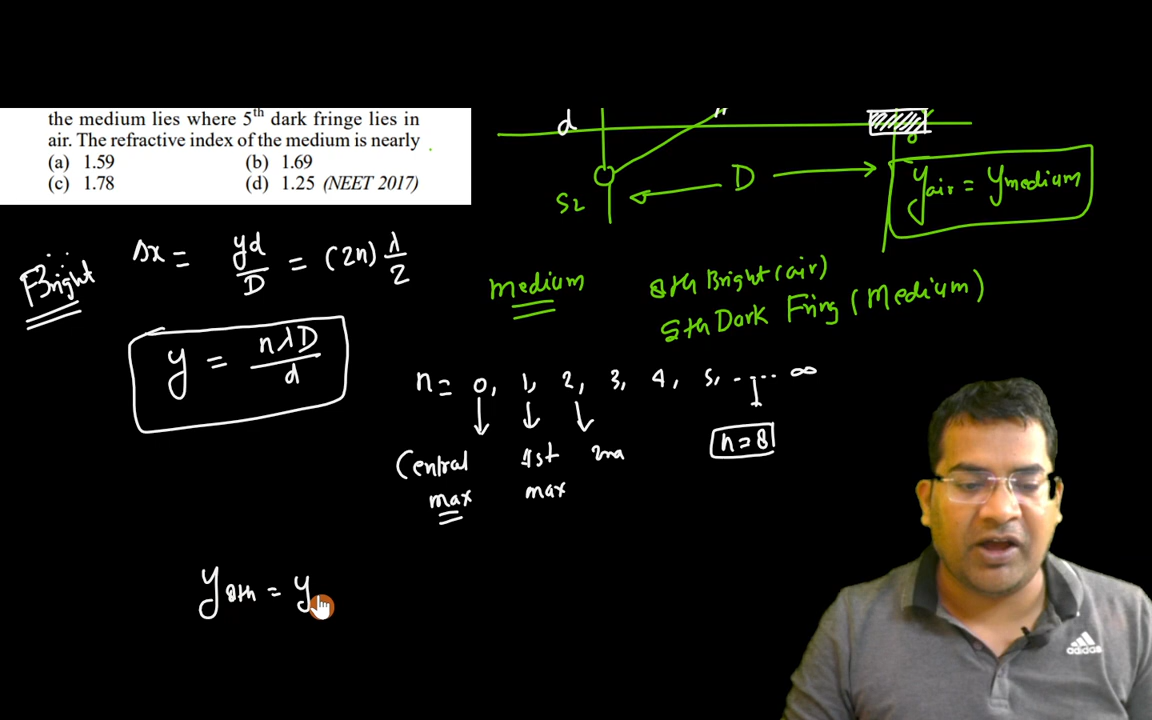 the medium lies where 5th dark fringe lies in
air. The refractive index of the medium is nearly
(a) 1.59 (b) 1.69
(c) 1.78 (d) 1.25 (NEET 2017)
d
S2
D
yair = ymedium
Bright
Δx = yd/D = (2n) λ/2
y = nλD/d
medium
8th Bright (air)
5th Dark Fring (Medium)
n = 0, 1, 2, 3, 4, 5, - - - .. ∞
n = 8
Central max
1st max
2nd
y8th = y
adidas